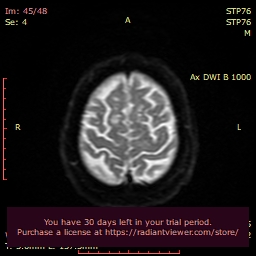 Im: 45/48
Se: 4
A
STP76
STP76
M
Ax DWI B 1000
R
L
You have 30 days left in your trial period.
Purchase a license at https://radiantviewer.com/store/